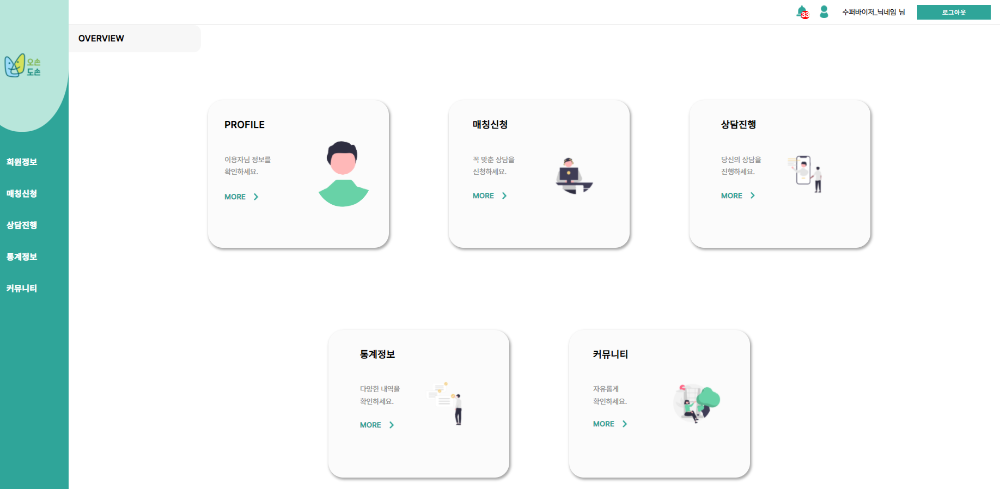 33
수퍼바이저_닉네임 님
로그아웃
오손
도손
OVERVIEW
회원정보
매칭신청
상담진행
통계정보
커뮤니티
PROFILE
이용자님 정보를
확인하세요.
MORE
매칭신청
꼭 맞춘 상담을
신청하세요.
MORE
상담진행
당신의 상담을
진행하세요.
MORE
통계정보
다양한 내역을
확인하세요.
MORE
커뮤니티
자유롭게
확인하세요.
MORE